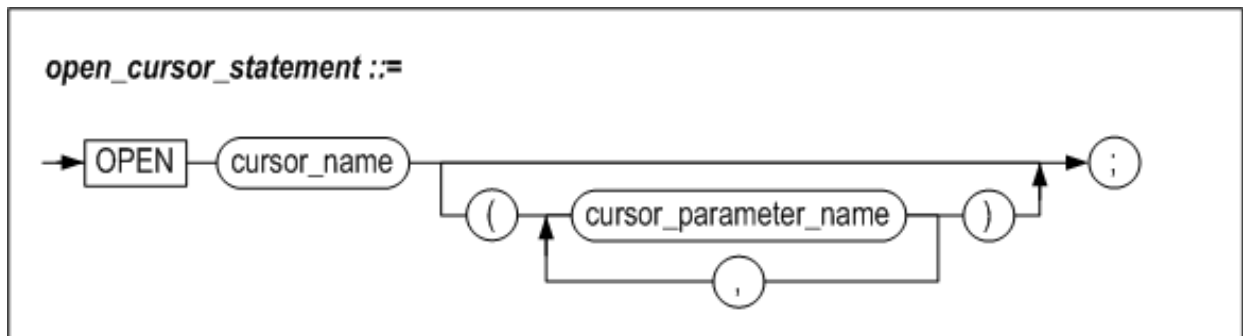 open_cursor_statement ::=
OPEN cursor_name ;
( cursor_parameter_name )
,